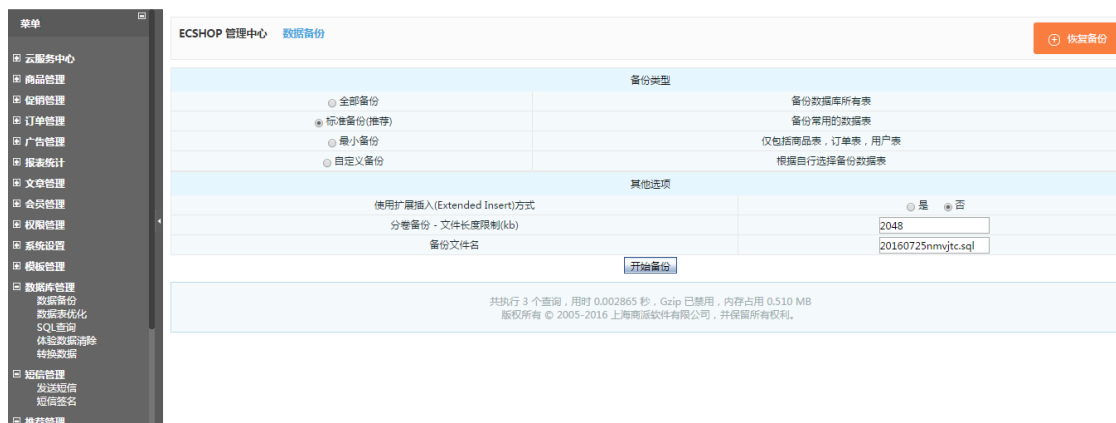 菜单
云服务中心
商品管理
促销管理
订单管理
广告管理
报表统计
文章管理
会员管理
权限管理
系统设置
模板管理
数据库管理
数据备份
数据表优化
SQL查询
体验数据清除
转换数据
短信管理
发送短信
短信签名
推荐管理
ECSHOP 管理中心 数据备份
恢复备份
备份类型
全部备份 备份数据库所有表
标准备份(推荐) 备份常用的数据表
最小备份 仅包括商品表，订单表，用户表
自定义备份 根据自行选择备份数据表
其他选项
使用扩展插入(Extended Insert)方式 是 否
分卷备份 - 文件长度限制(kb) 2048
备份文件名 20160725nmvjtc.sql
开始备份
共执行 3 个查询，用时 0.002865 秒，Gzip 已禁用，内存占用 0.510 MB
版权所有 © 2005-2016 上海商派软件有限公司，并保留所有权利。